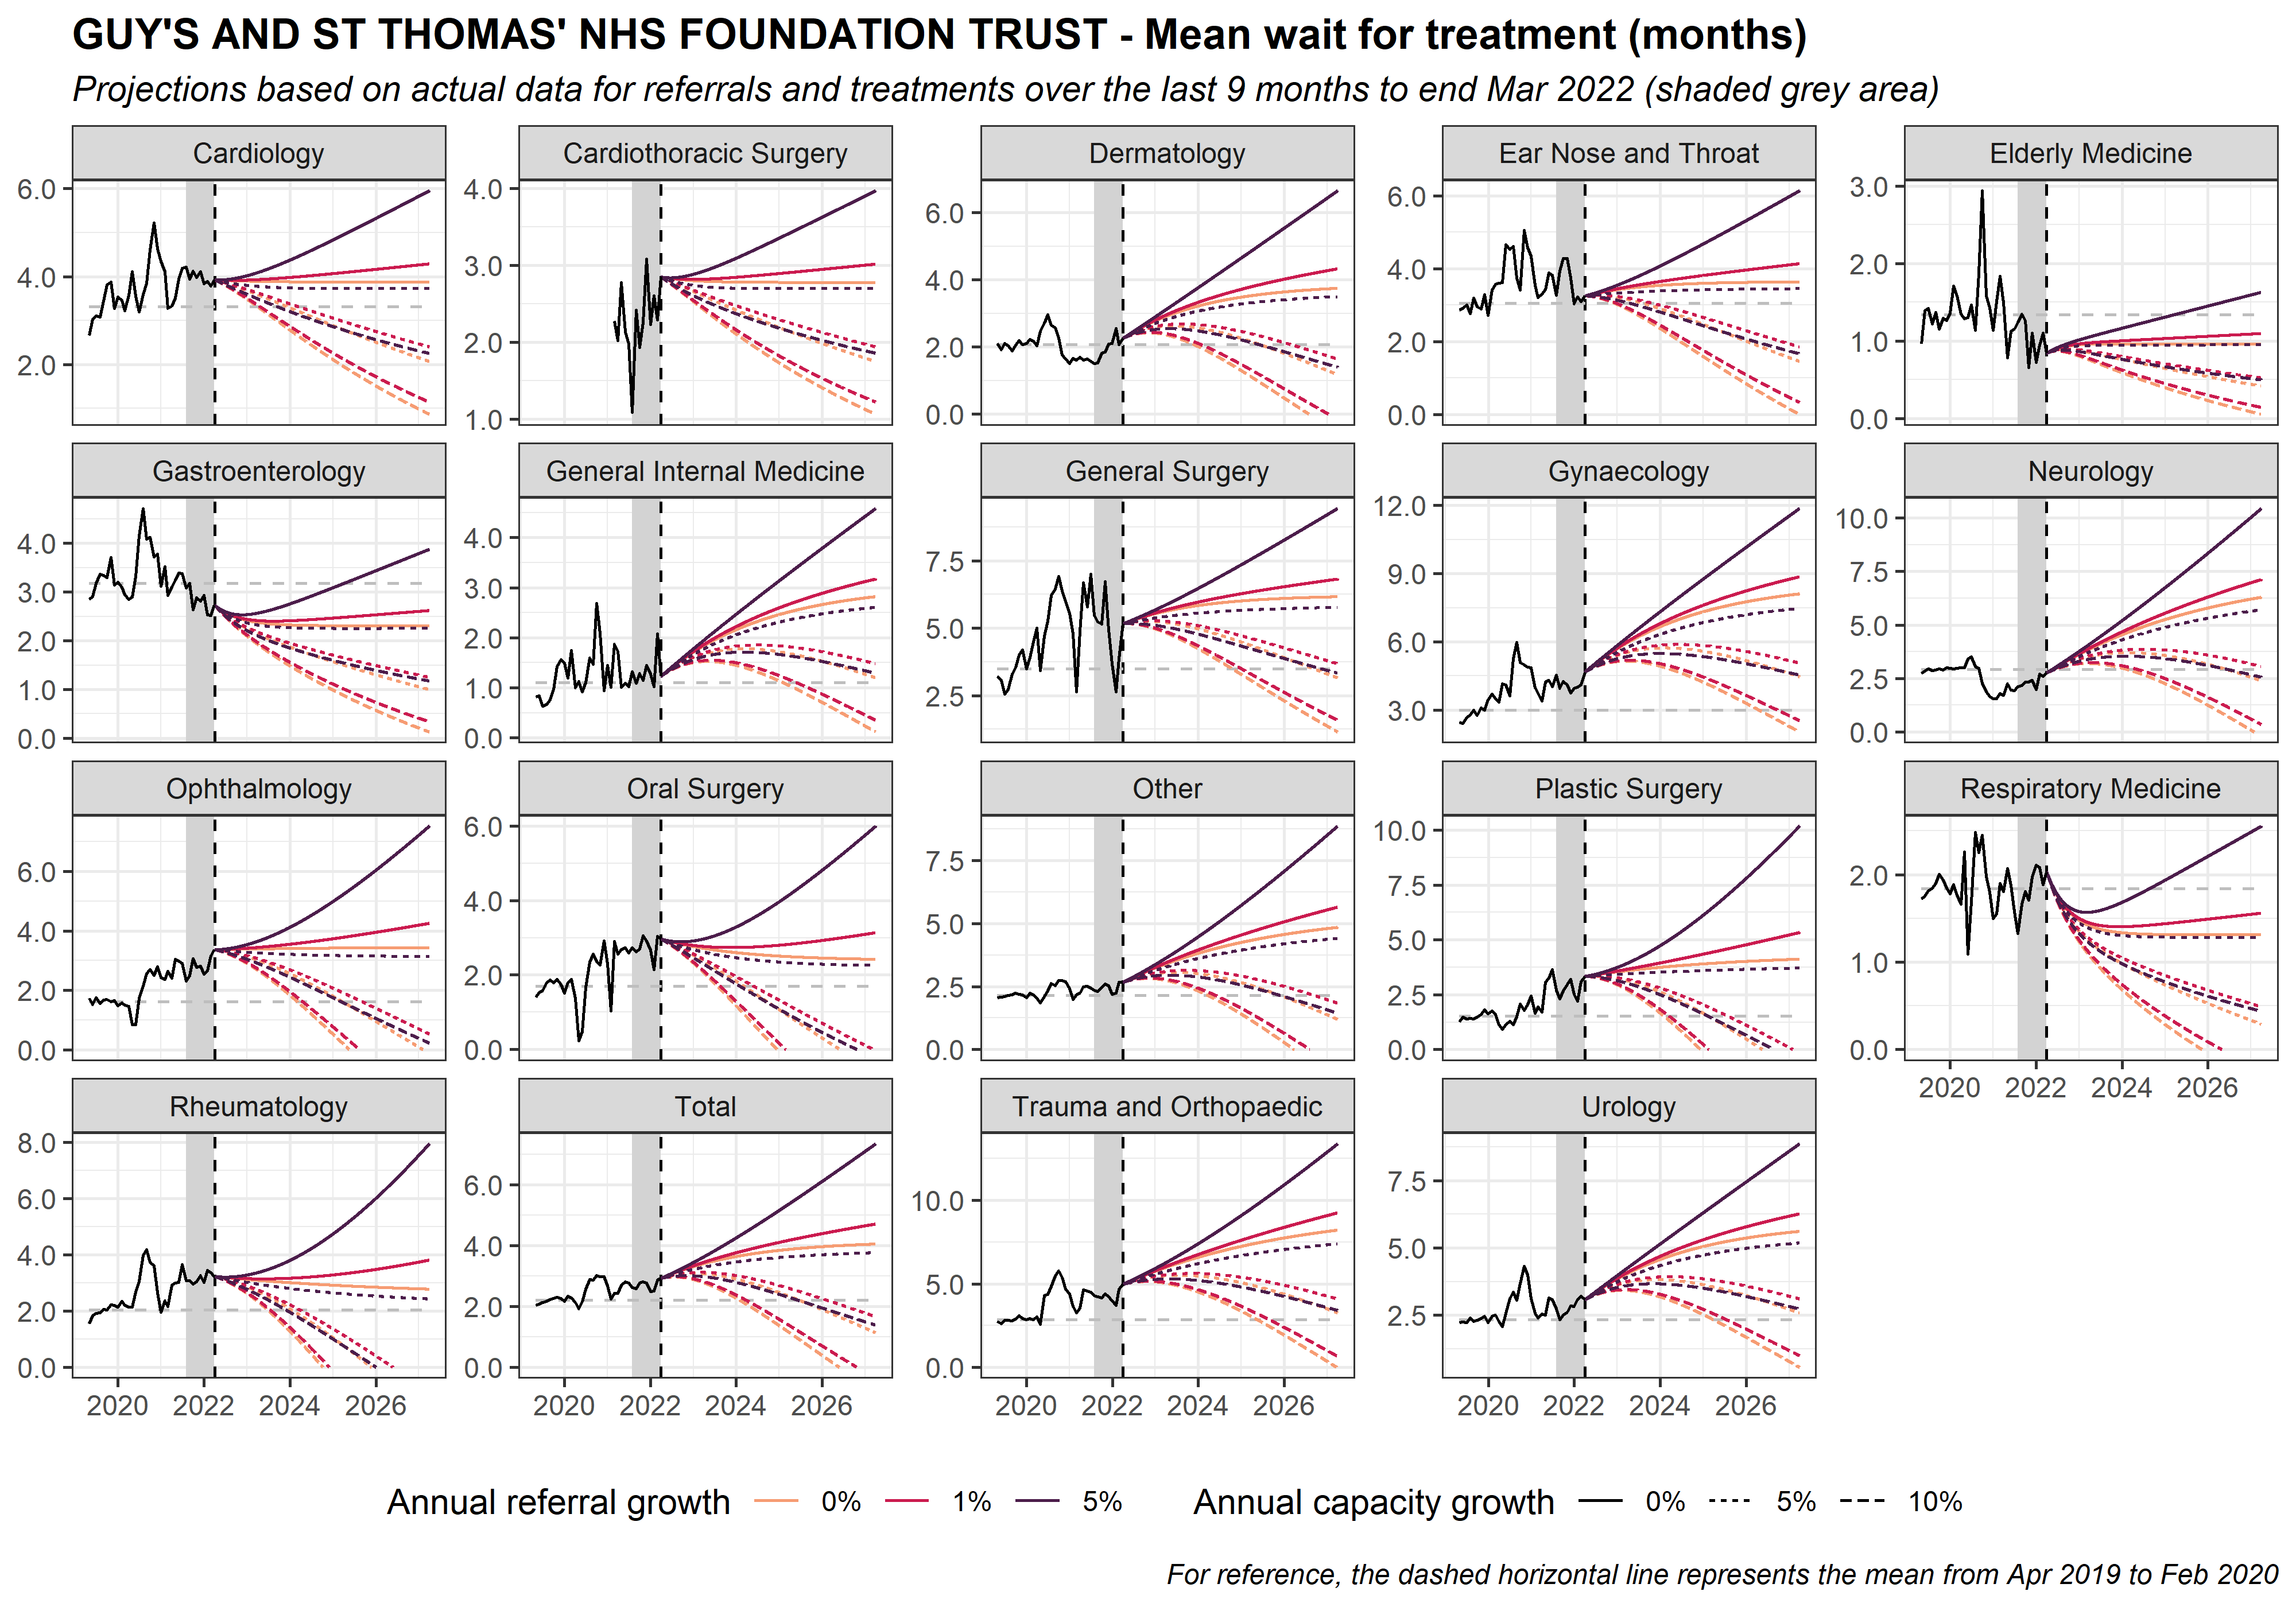 GUY'S AND ST THOMAS' NHS FOUNDATION TRUST - Mean wait for treatment (months)
Projections based on actual data for referrals and treatments over the last 9 months to end Mar 2022 (shaded grey area)
Cardiology
6.0
4.0
2.0
Cardiothoracic Surgery
4.0
3.0
2.0
1.0
Dermatology
6.0
4.0
2.0
0.0
Ear Nose and Throat
6.0
4.0
2.0
0.0
Elderly Medicine
3.0
2.0
1.0
0.0
Gastroenterology
4.0
3.0
2.0
1.0
0.0
General Internal Medicine
4.0
3.0
2.0
1.0
0.0
General Surgery
7.5
5.0
2.5
Gynaecology
12.0
9.0
6.0
3.0
Neurology
10.0
7.5
5.0
2.5
0.0
Ophthalmology
6.0
4.0
2.0
0.0
Oral Surgery
6.0
4.0
2.0
0.0
Other
7.5
5.0
2.5
0.0
Plastic Surgery
10.0
7.5
5.0
2.5
0.0
Respiratory Medicine
2.0
1.0
0.0
2020 2022 2024 2026
Rheumatology
8.0
6.0
4.0
2.0
0.0
2020 2022 2024 2026
Total
6.0
4.0
2.0
0.0
2020 2022 2024 2026
Trauma and Orthopaedic
10.0
5.0
0.0
2020 2022 2024 2026
Urology
7.5
5.0
2.5
2020 2022 2024 2026
Annual referral growth 0% 1% 5% Annual capacity growth 0% 5% 10%
For reference, the dashed horizontal line represents the mean from Apr 2019 to Feb 2020